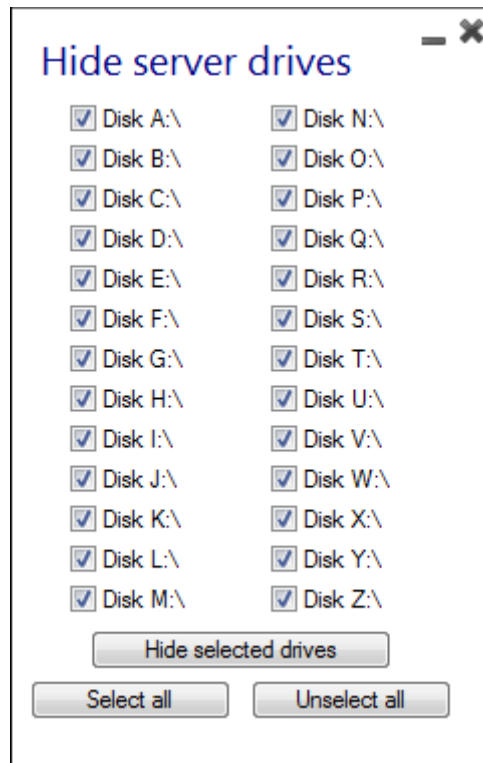 Hide server drives
Disk A:\
Disk B:\
Disk C:\
Disk D:\
Disk E:\
Disk F:\
Disk G:\
Disk H:\
Disk I:\
Disk J:\
Disk K:\
Disk L:\
Disk M:\
Disk N:\
Disk O:\
Disk P:\
Disk Q:\
Disk R:\
Disk S:\
Disk T:\
Disk U:\
Disk V:\
Disk W:\
Disk X:\
Disk Y:\
Disk Z:\
Hide selected drives
Select all
Unselect all